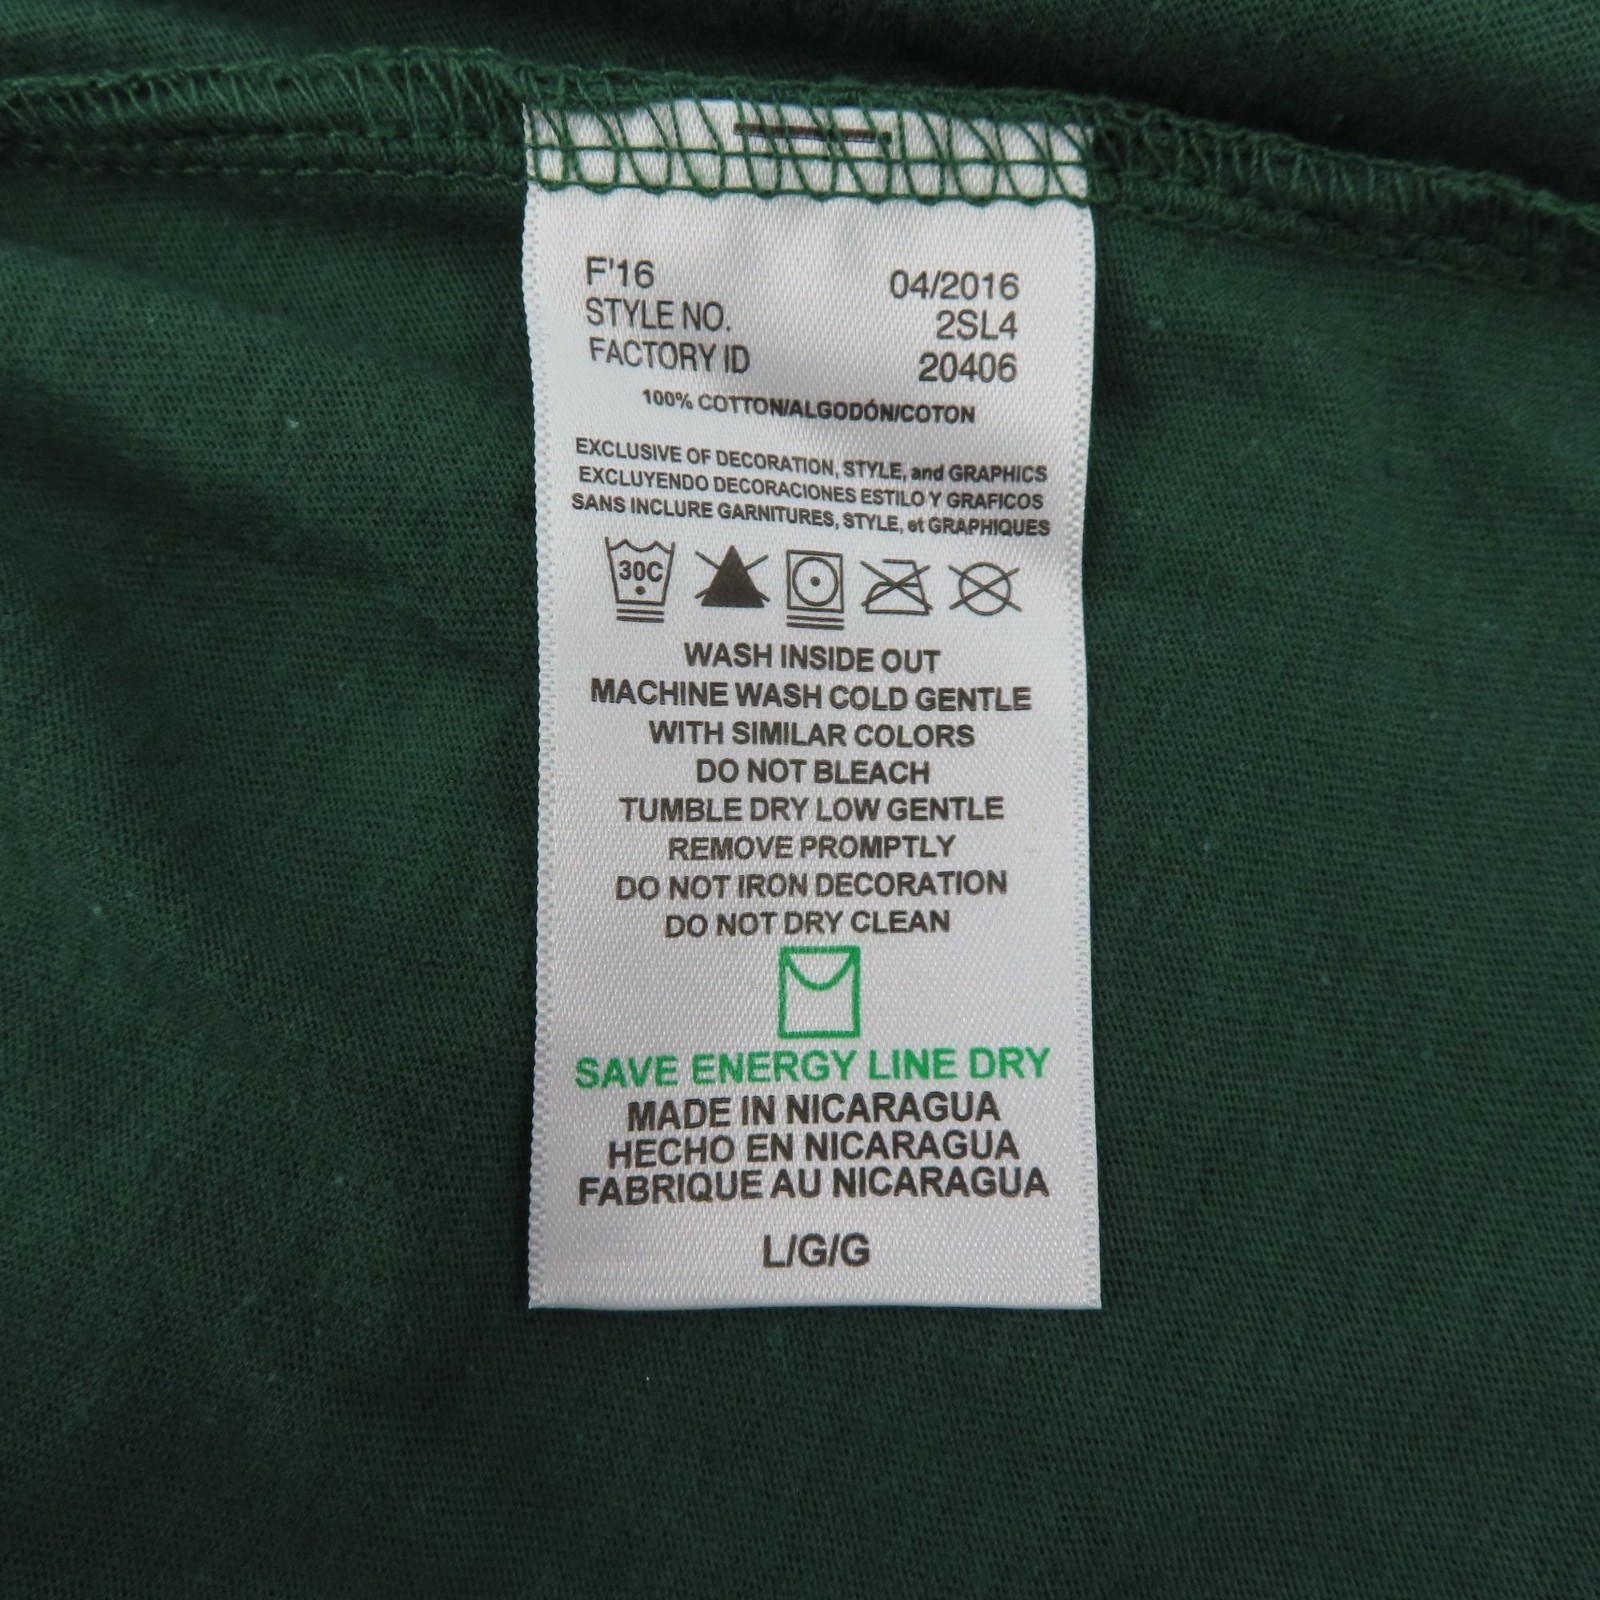 F'16 04/2016
STYLE NO. 2SL4
FACTORY ID 20406
100% COTTON/ALGODÓN/COTON
EXCLUSIVE OF DECORATION, STYLE, and GRAPHICS
EXCLUYENDO DECORACIONES ESTILO Y GRAFICOS
SANS INCLURE GARNITURES, STYLE, et GRAPHIQUES
30C
WASH INSIDE OUT
MACHINE WASH COLD GENTLE
WITH SIMILAR COLORS
DO NOT BLEACH
TUMBLE DRY LOW GENTLE
REMOVE PROMPTLY
DO NOT IRON DECORATION
DO NOT DRY CLEAN
SAVE ENERGY LINE DRY
MADE IN NICARAGUA
HECHO EN NICARAGUA
FABRIQUE AU NICARAGUA
L/G/G